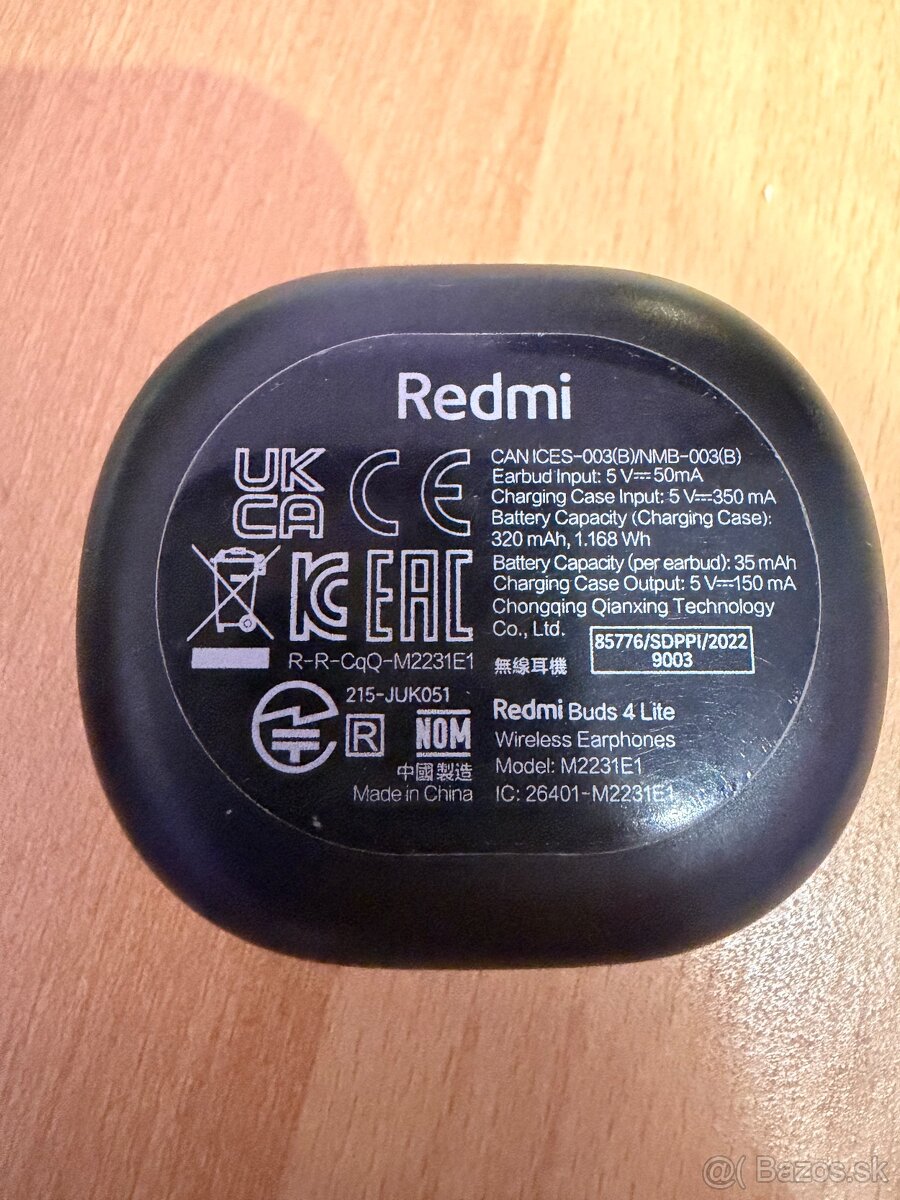 Redmi
UK
CA
CE
CAN ICES-003(B)/NMB-003(B)
Earbud Input: 5 V⎓50mA
Charging Case Input: 5 V⎓350 mA
Battery Capacity (Charging Case):
320 mAh, 1.168 Wh
Battery Capacity (per earbud): 35 mAh
Charging Case Output: 5 V⎓150 mA
Chongqing Qianxing Technology
Co., Ltd.
85776/SDPPI/2022
9003
無線耳機
KC
EAC
R-R-CqQ-M2231E1
215-JUK051
R
NOM
中國製造
Made in China
Redmi Buds 4 Lite
Wireless Earphones
Model: M2231E1
IC: 26401-M2231E1
@( Bazos.sk